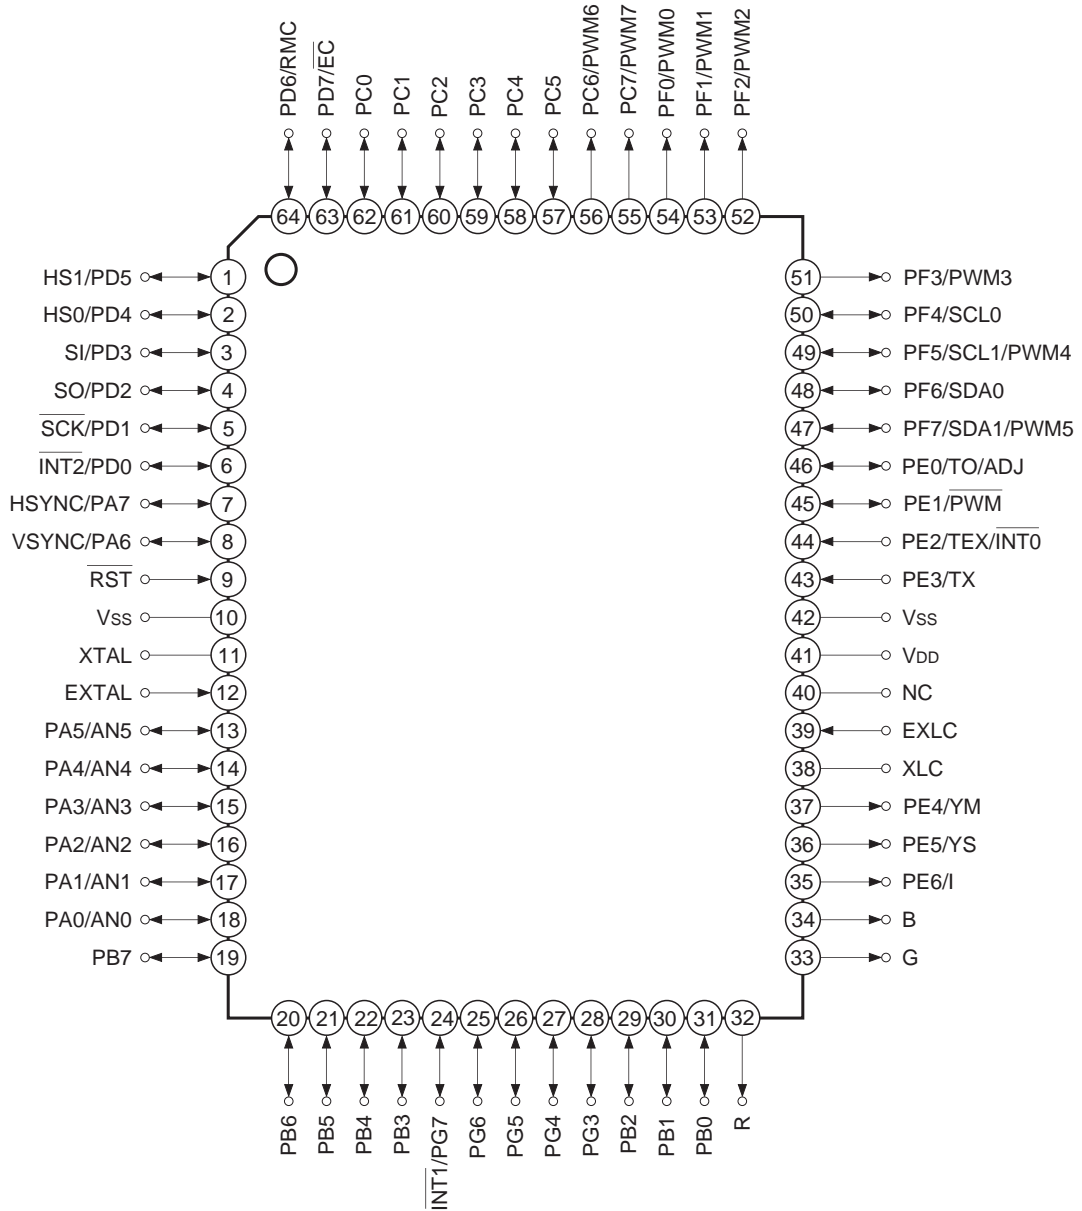 PD6/RMC
PD7/E̅C̅
PC0
PC1
PC2
PC3
PC4
PC5
PC6/PWM6
PC7/PWM7
PF0/PWM0
PF1/PWM1
PF2/PWM2
64 63 62 61 60 59 58 57 56 55 54 53 52
HS1/PD5 1
HS0/PD4 2
SI/PD3 3
SO/PD2 4
S̅C̅K̅/PD1 5
I̅N̅T̅2̅/PD0 6
HSYNC/PA7 7
VSYNC/PA6 8
R̅S̅T̅ 9
Vss 10
XTAL 11
EXTAL 12
PA5/AN5 13
PA4/AN4 14
PA3/AN3 15
PA2/AN2 16
PA1/AN1 17
PA0/AN0 18
PB7 19
51 PF3/PWM3
50 PF4/SCL0
49 PF5/SCL1/PWM4
48 PF6/SDA0
47 PF7/SDA1/PWM5
46 PE0/TO/ADJ
45 PE1/P̅W̅M̅
44 PE2/TEX/I̅N̅T̅0̅
43 PE3/TX
42 Vss
41 VDD
40 NC
39 EXLC
38 XLC
37 PE4/YM
36 PE5/YS
35 PE6/I
34 B
33 G
20 21 22 23 24 25 26 27 28 29 30 31 32
PB6
PB5
PB4
PB3
I̅N̅T̅1̅/PG7
PG6
PG5
PG4
PG3
PB2
PB1
PB0
R